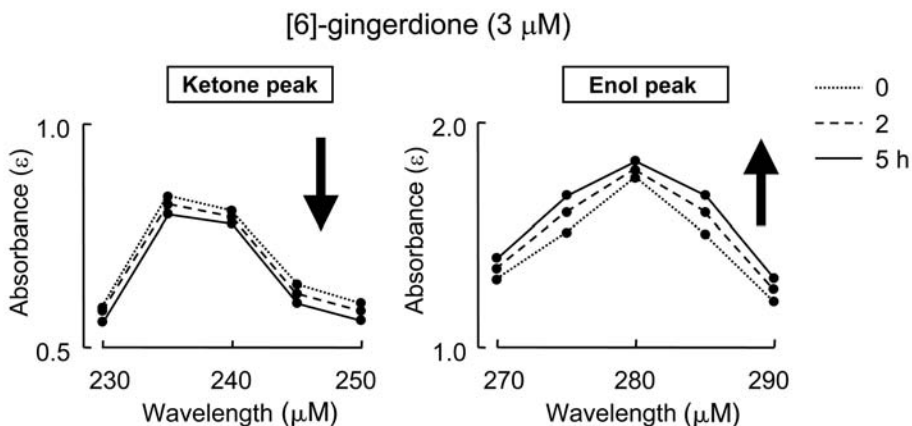 [6]-gingerdione (3 μM)
Ketone peak
Enol peak
0
2
5 h
Absorbance (ε)
1.0
0.5
230
240
250
Wavelength (μM)
Absorbance (ε)
2.0
1.0
270
280
290
Wavelength (μM)